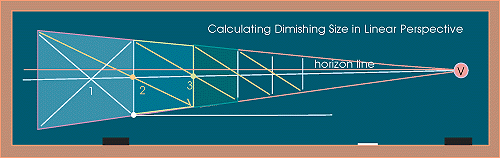 Calculating Dimishing Size in Linear Perspective
horizon line
V
1
2
3